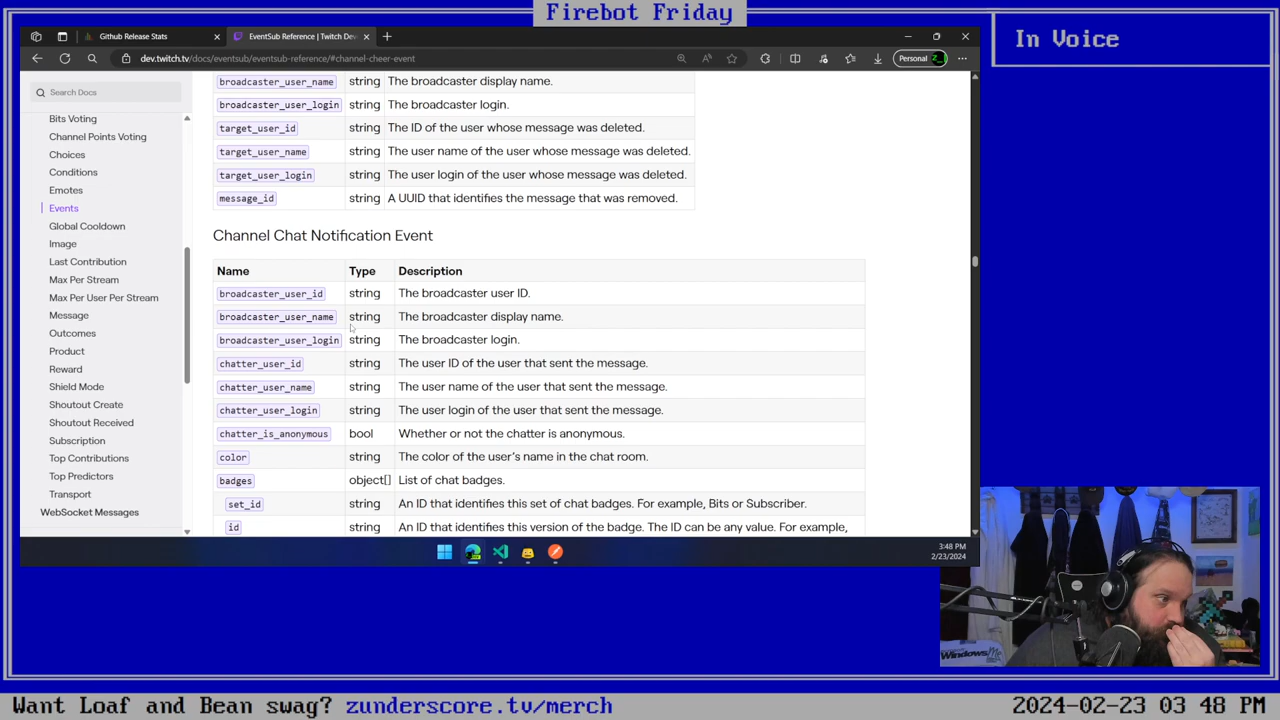 Firebot Friday
In Voice
Github Release Stats
EventSub Reference | Twitch Dev
dev.twitch.tv/docs/eventsub/eventsub-reference/#channel-cheer-event
Personal
Search Docs
Bits Voting
Channel Points Voting
Choices
Conditions
Emotes
Events
Global Cooldown
Image
Last Contribution
Max Per Stream
Max Per User Per Stream
Message
Outcomes
Product
Reward
Shield Mode
Shoutout Create
Shoutout Received
Subscription
Top Contributions
Top Predictors
Transport
WebSocket Messages
broadcaster_user_name string The broadcaster display name.
broadcaster_user_login string The broadcaster login.
target_user_id string The ID of the user whose message was deleted.
target_user_name string The user name of the user whose message was deleted.
target_user_login string The user login of the user whose message was deleted.
message_id string A UUID that identifies the message that was removed.
Channel Chat Notification Event
Name Type Description
broadcaster_user_id string The broadcaster user ID.
broadcaster_user_name string The broadcaster display name.
broadcaster_user_login string The broadcaster login.
chatter_user_id string The user ID of the user that sent the message.
chatter_user_name string The user name of the user that sent the message.
chatter_user_login string The user login of the user that sent the message.
chatter_is_anonymous bool Whether or not the chatter is anonymous.
color string The color of the user’s name in the chat room.
badges object[] List of chat badges.
set_id string An ID that identifies this set of chat badges. For example, Bits or Subscriber.
id string An ID that identifies this version of the badge. The ID can be any value. For example,
3:48 PM
2/23/2024
Windows Me
Want Loaf and Bean swag? zunderscore.tv/merch
2024-02-23 03 48 PM